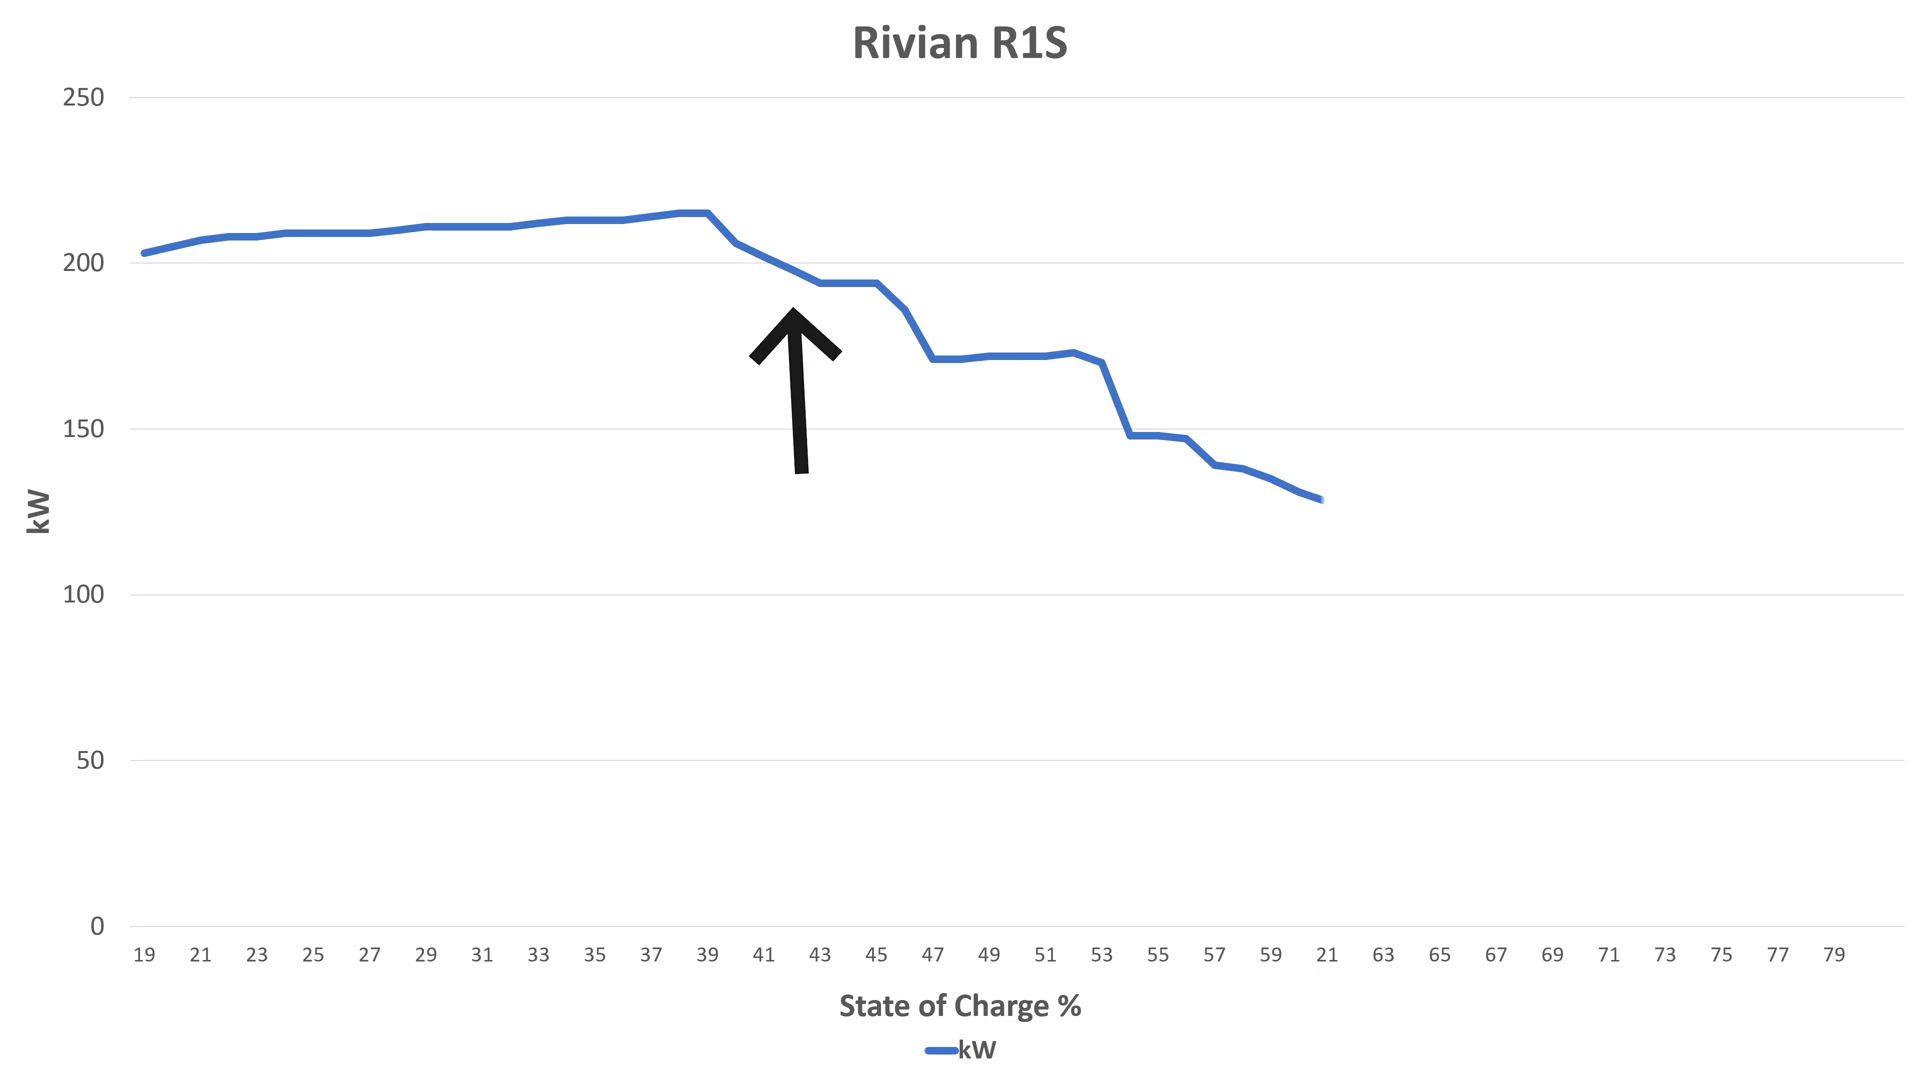 Rivian R1S
250
200
150
100
50
0
kW
19 21 23 25 27 29 31 33 35 37 39 41 43 45 47 49 51 53 55 57 59 21 63 65 67 69 71 73 75 77 79
State of Charge %
kW